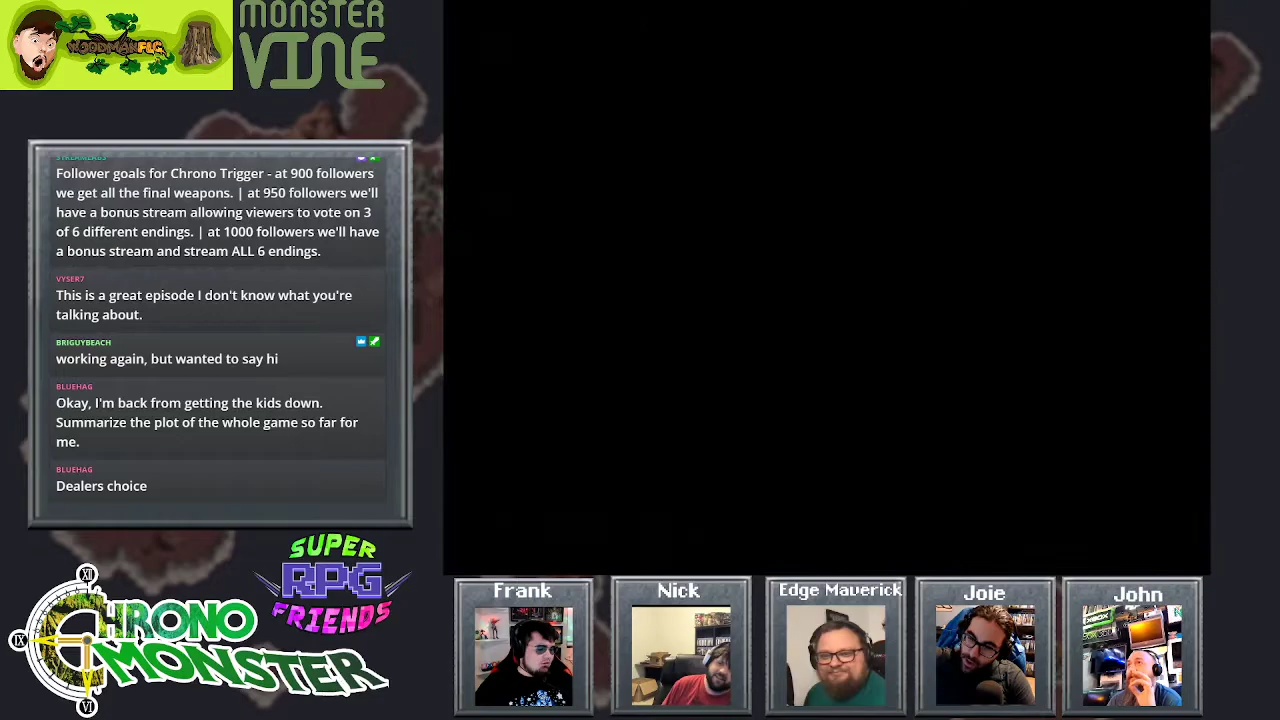 WOODMANFLG
MONSTER
VINE
Follower goals for Chrono Trigger - at 900 followers
we get all the final weapons. | at 950 followers we'll
have a bonus stream allowing viewers to vote on 3
of 6 different endings. | at 1000 followers we'll have
a bonus stream and stream ALL 6 endings.
VYSER7
This is a great episode I don't know what you're
talking about.
BRIGUYBEACH
working again, but wanted to say hi
BLUEHAG
Okay, I'm back from getting the kids down.
Summarize the plot of the whole game so far for
me.
BLUEHAG
Dealers choice
SUPER
RPG
FRIENDS
XII
IX
V
VI
CHRONO
MONSTER
Frank
Nick
Edge Maverick
Joie
John